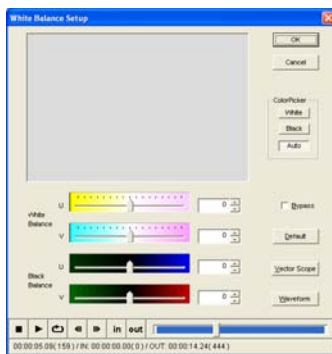 White Balance Setup
OK
Cancel
ColorPicker
White
Black
Auto
White Balance
U 0
V 0
Bypass
Default
Black Balance
U 0
V 0
Vector Scope
Waveform
in out
00:00:05.09( 159 ) / IN: 00:00:00.00( 0 ) / OUT: 00:00:14.24( 444 )